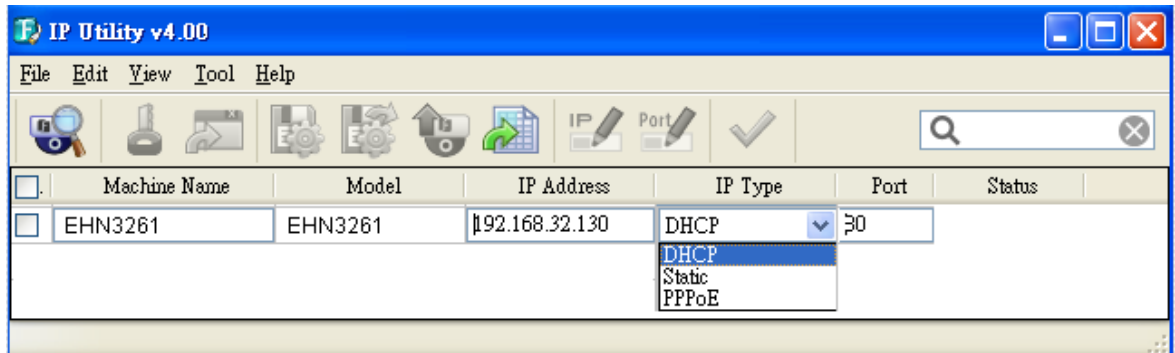 IP Utility v4.00
File Edit View Tool Help
IP Port
Machine Name Model IP Address IP Type Port Status
EHN3261 EHN3261 192.168.32.130 DHCP 80
DHCP
Static
PPPoE